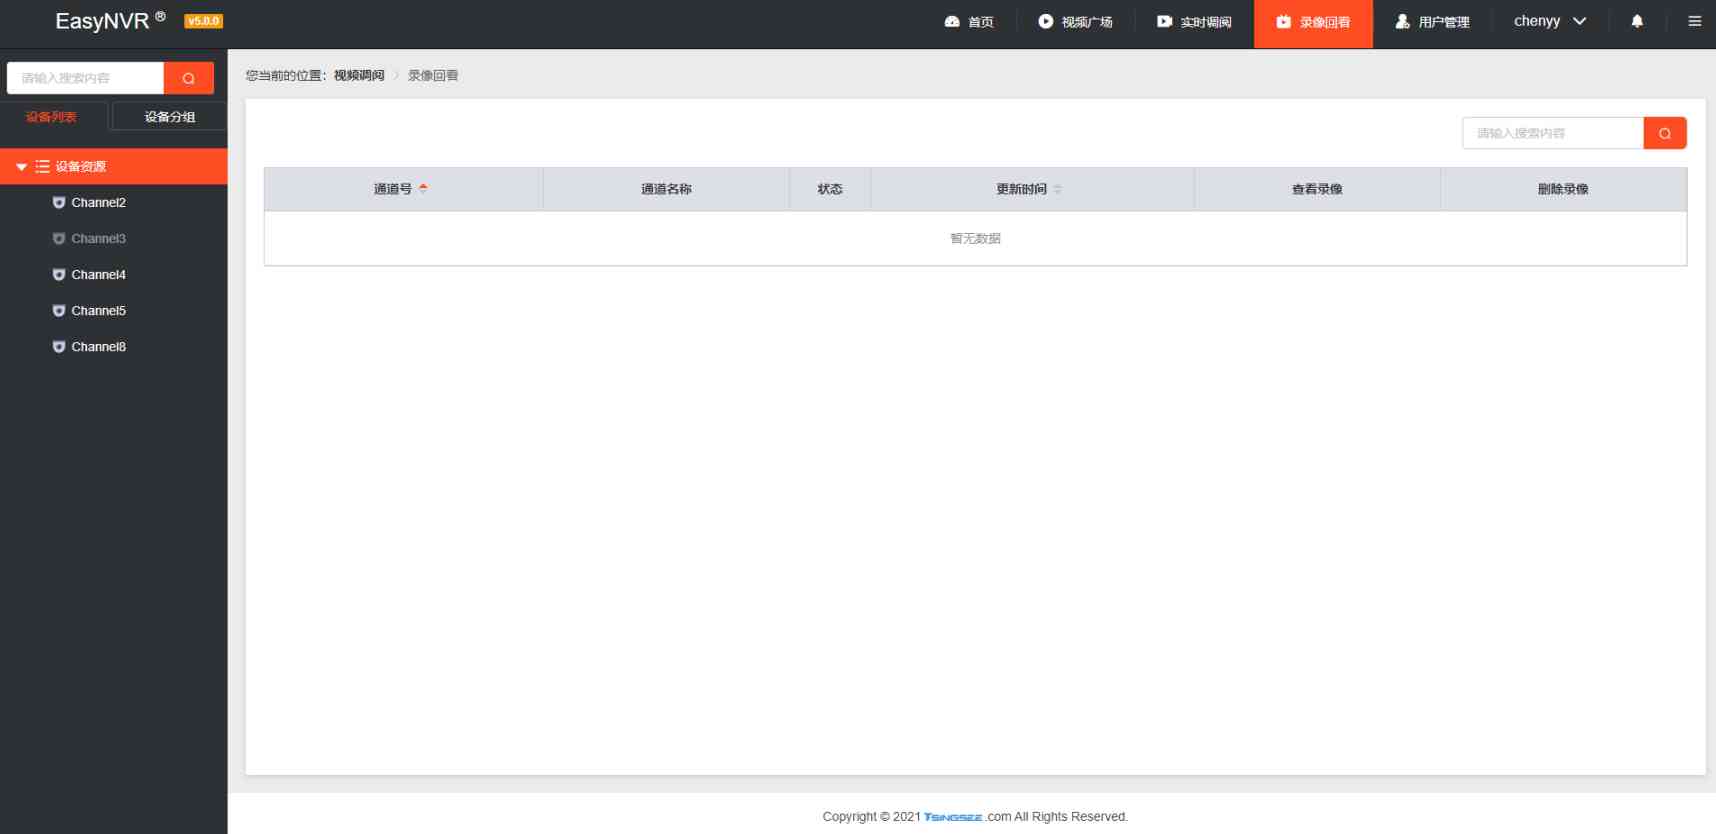 EasyNVR ® v5.0.0
首页 视频广场 实时调阅 录像回看 用户管理 chenyy
请输入搜索内容
设备列表 设备分组
设备资源
Channel2
Channel3
Channel4
Channel5
Channel8
您当前的位置: 视频调阅 > 录像回看
请输入搜索内容
通道号 通道名称 状态 更新时间 查看录像 删除录像
暂无数据
Copyright © 2021 TSINGSEE.com All Rights Reserved.